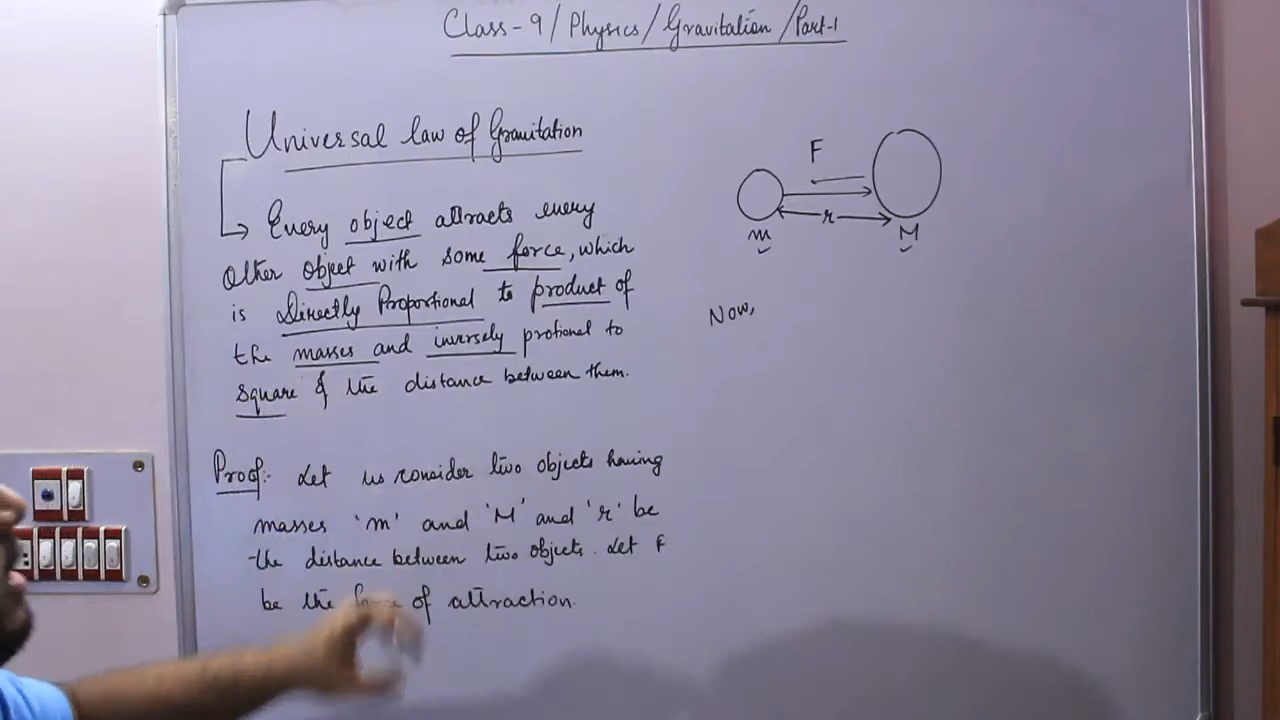 Class-9/Physics/Gravitation/Part-1
Universal law of Gravitation
Every object attracts every
Other object with some force, which
is Directly Proportional to product of
the masses and inversely protional to
square of the distance between them.
Proof:- Let us consider two objects having
masses 'm' and 'M' and 'r' be
the distance between two objects. Let F
be the force of attraction.
F
r
m
M
Now,